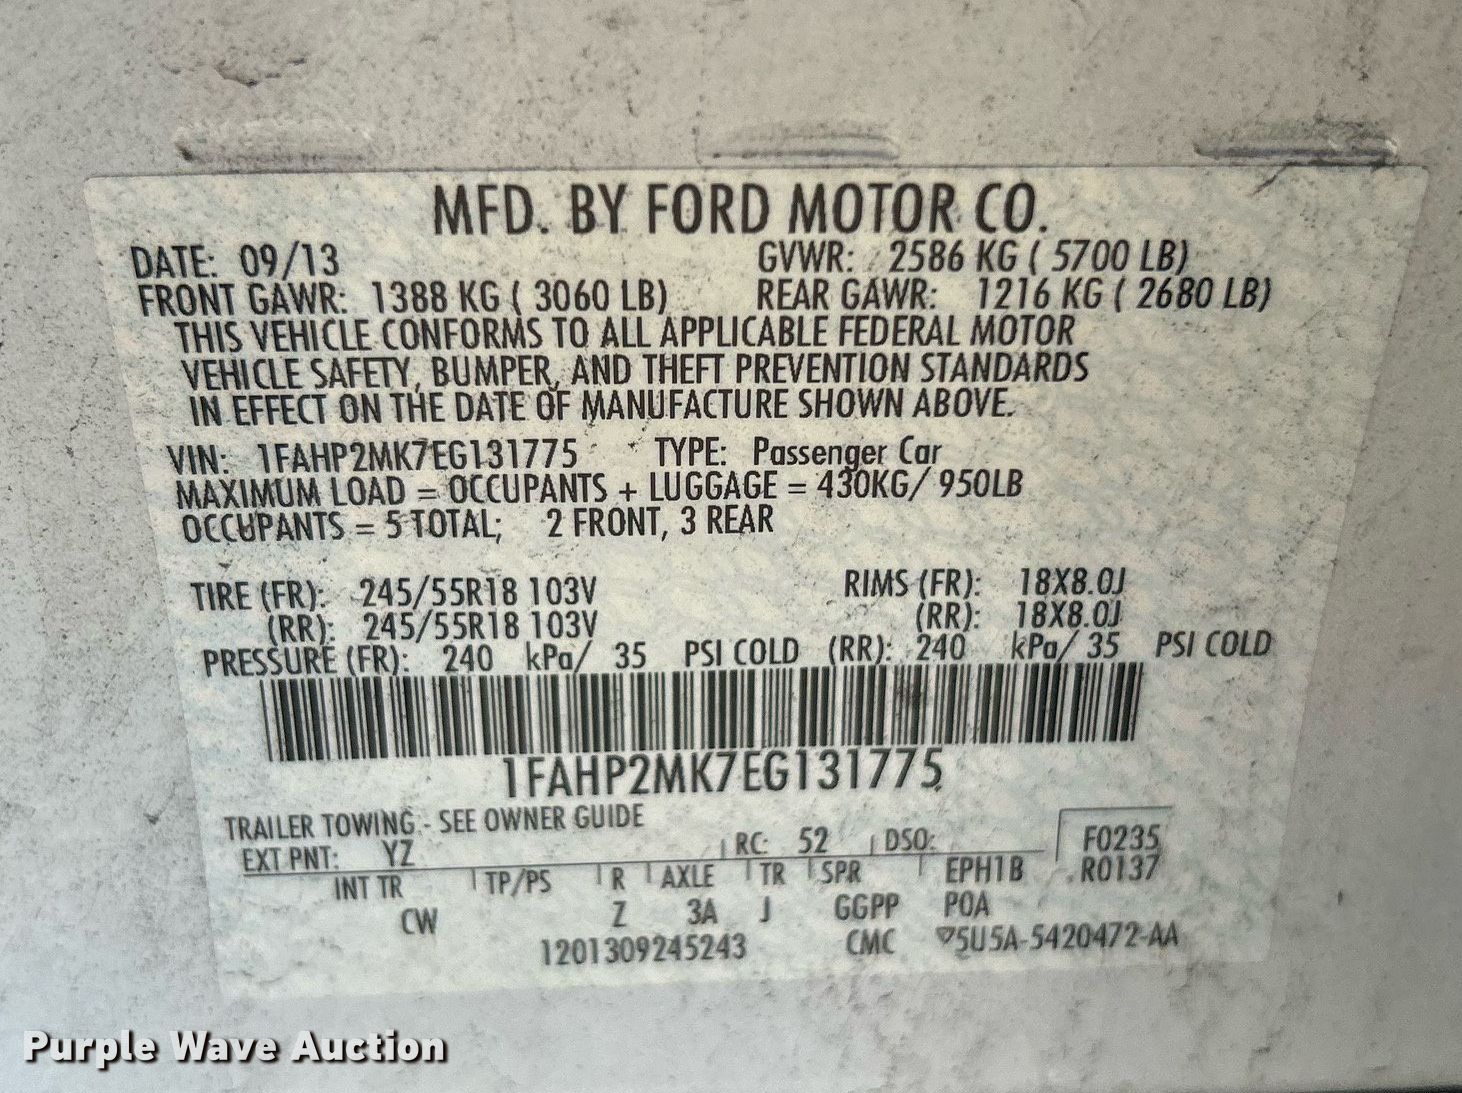 MFD. BY FORD MOTOR CO.
DATE: 09/13 GVWR: 2586 KG ( 5700 LB)
FRONT GAWR: 1388 KG ( 3060 LB) REAR GAWR: 1216 KG ( 2680 LB)
THIS VEHICLE CONFORMS TO ALL APPLICABLE FEDERAL MOTOR
VEHICLE SAFETY, BUMPER, AND THEFT PREVENTION STANDARDS
IN EFFECT ON THE DATE OF MANUFACTURE SHOWN ABOVE.
VIN: 1FAHP2MK7EG131775 TYPE: Passenger Car
MAXIMUM LOAD = OCCUPANTS + LUGGAGE = 430KG/ 950LB
OCCUPANTS = 5 TOTAL; 2 FRONT, 3 REAR
TIRE (FR): 245/55R18 103V RIMS (FR): 18X8.0J
(RR): 245/55R18 103V (RR): 18X8.0J
PRESSURE (FR): 240 kPa/ 35 PSI COLD (RR): 240 kPa/ 35 PSI COLD
1FAHP2MK7EG131775
TRAILER TOWING - SEE OWNER GUIDE
EXT PNT: YZ RC: 52 DSO: F0235
INT TR TP/PS R AXLE TR SPR EPH1B R0137
CW Z 3A J GGPP POA
1201309245243 CMC ▽5U5A-5420472-AA
Purple Wave Auction